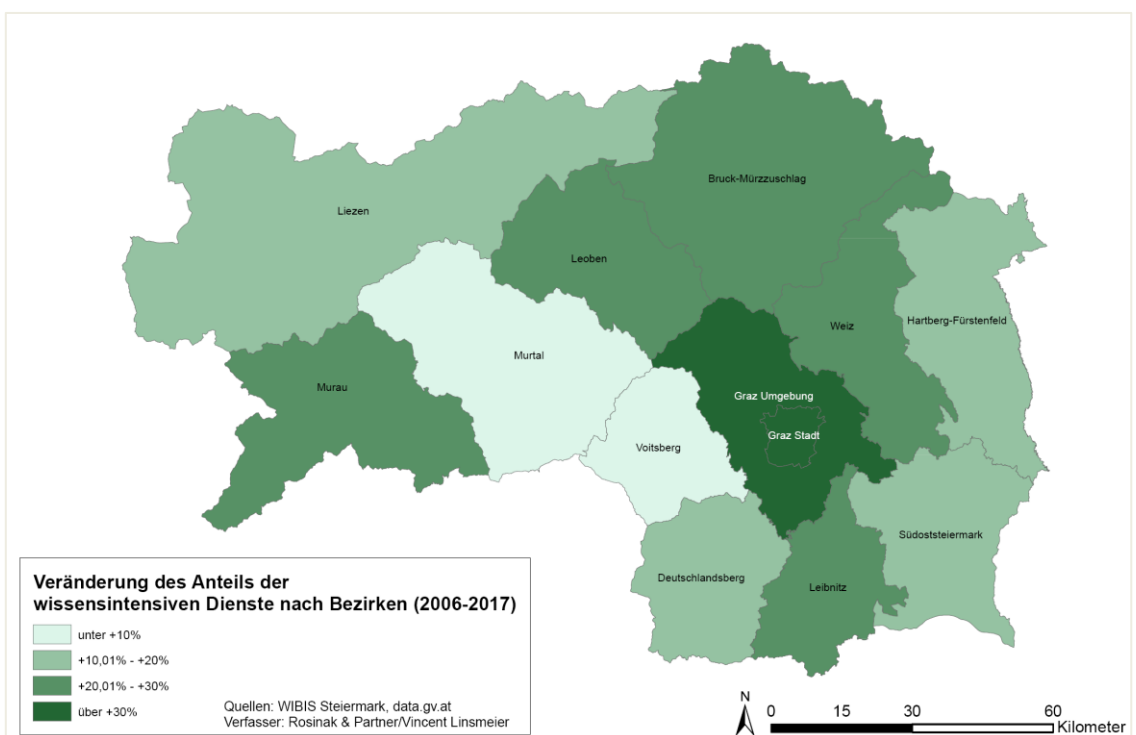 Bruck-Mürzzuschlag
Liezen
Leoben
Hartberg-Fürstenfeld
Weiz
Murtal
Murau
Graz Umgebung
Graz Stadt
Voitsberg
Südoststeiermark
Deutschlandsberg
Leibnitz
Veränderung des Anteils der
wissensintensiven Dienste nach Bezirken (2006-2017)
unter +10%
+10,01% - +20%
+20,01% - +30%
über +30%
Quellen: WIBIS Steiermark, data.gv.at
Verfasser: Rosinak & Partner/Vincent Linsmeier
N
0 15 30 60
Kilometer